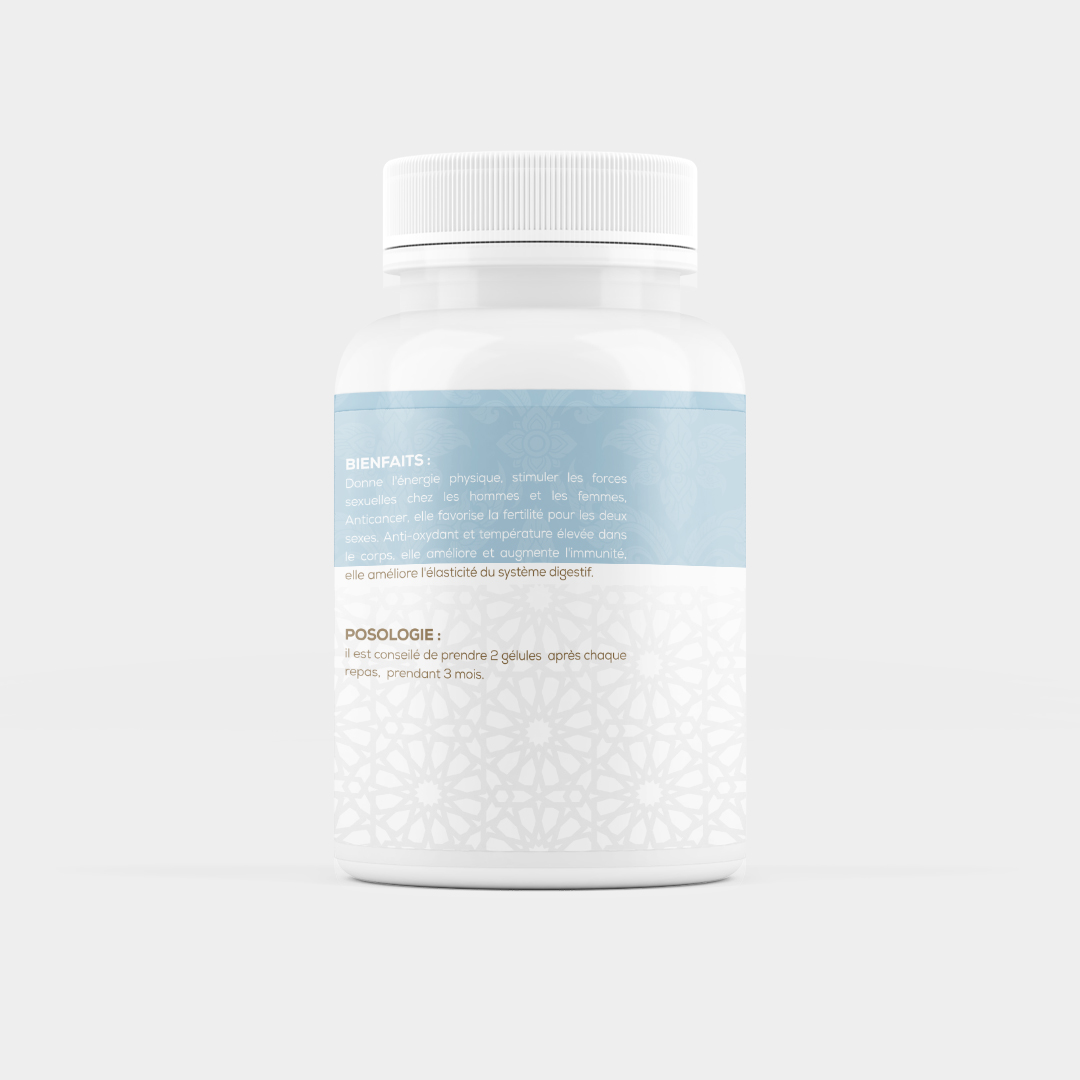 BIENFAITS :
Donne, l'énergie physique, stimuler les forces
sexuelles chez les hommes et les femmes,
Anticancer, elle favorise la fertilité pour les deux
sexes, Anti-oxydant et température élevée dans
le corps, elle améliore et augmente l'immunité,
elle améliore l'élasticité du système digestif.
POSOLOGIE :
il est conseilé de prendre 2 gélules après chaque
repas, prendant 3 mois.